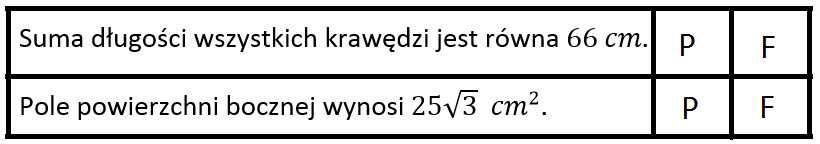 Suma długości wszystkich krawędzi jest równa 66 cm. P F
Pole powierzchni bocznej wynosi 25√3 cm². P F